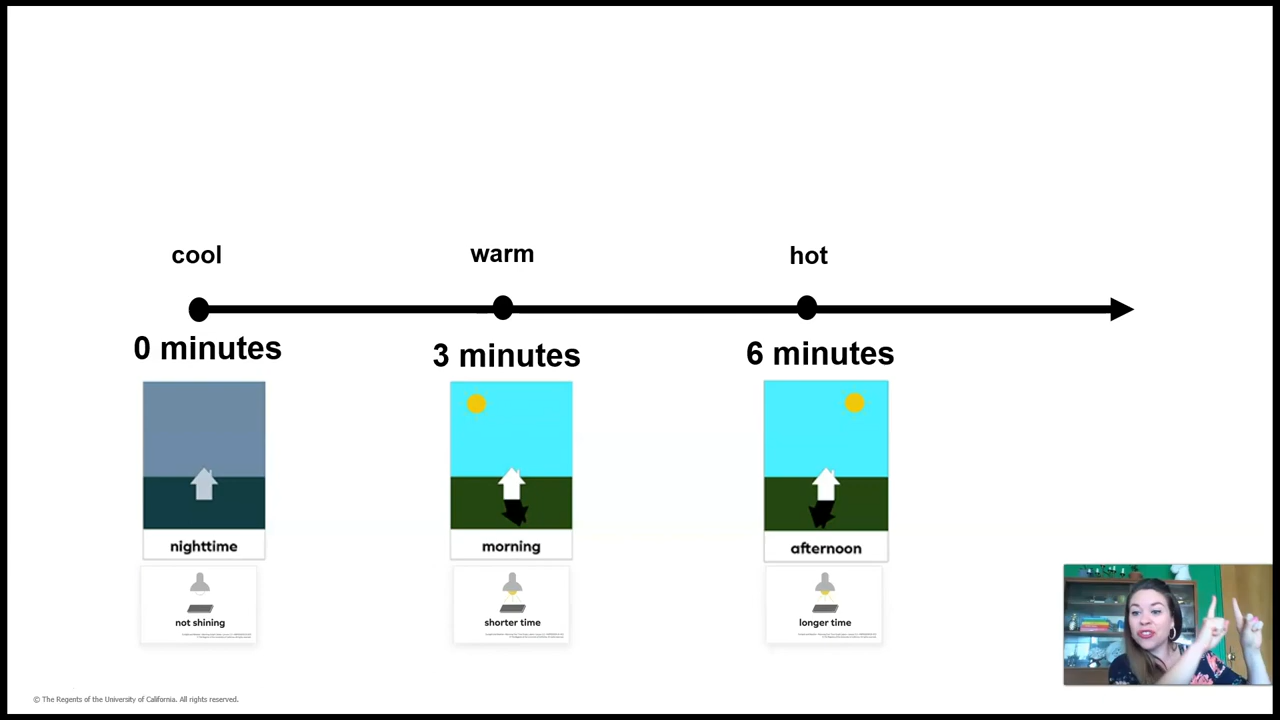 cool
warm
hot
0 minutes
3 minutes
6 minutes
nighttime
morning
afternoon
not shining
shorter time
longer time
© The Regents of the University of California. All rights reserved.